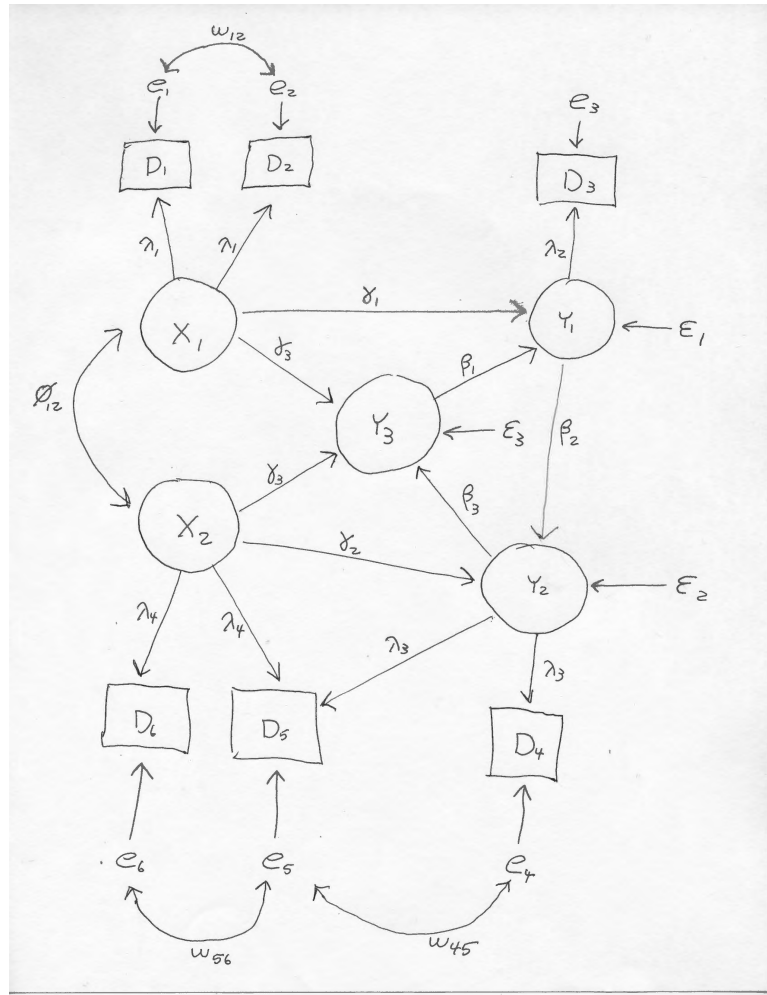 ω₁₂
e₁ e₂
e₃
D₁ D₂ D₃
λ₁ λ₁ λ₂
γ₁
X₁ Y₁ ε₁
γ₃ β₁
ϕ₁₂ Y₃ ε₃ β₂
γ₃ β₃
X₂ γ₂ Y₂ ε₂
λ₄ λ₄ λ₃ λ₃
D₆ D₅ D₄
e₆ e₅ e₄
ω₅₆ ω₄₅